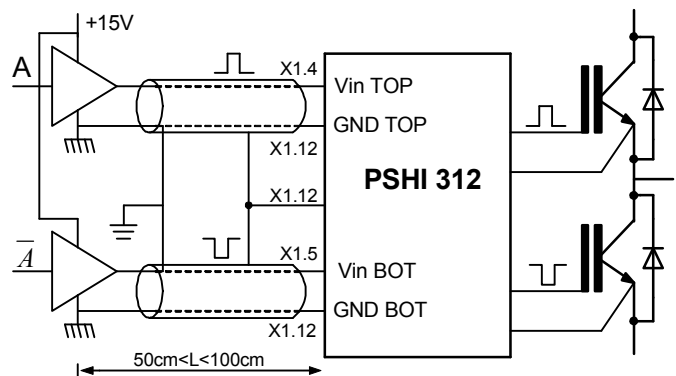 +15V
A
X1.4
Vin TOP
GND TOP
X1.12
PSHI 312
X1.12
A̅
X1.5
Vin BOT
GND BOT
X1.12
50cm<L<100cm